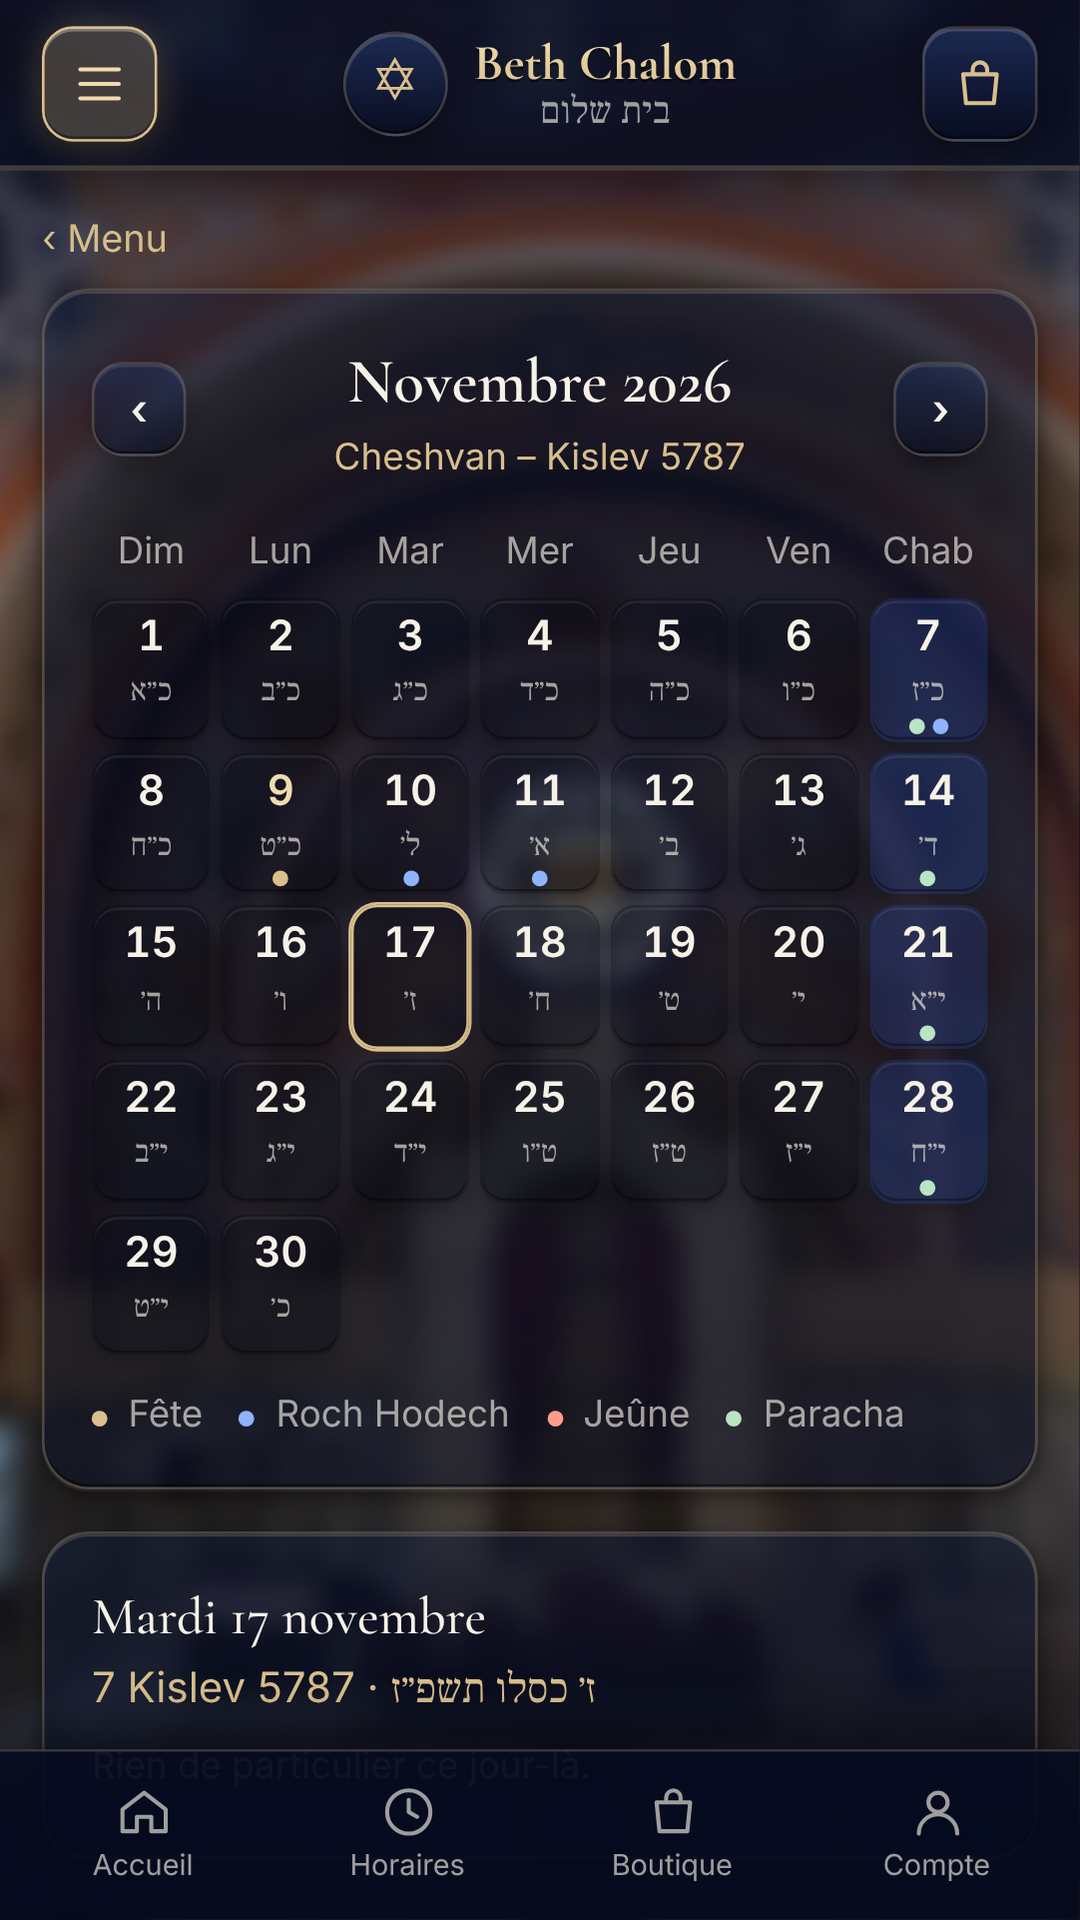 Beth Chalom
בית שלום
‹ Menu
‹
Novembre 2026
›
Cheshvan – Kislev 5787
Dim Lun Mar Mer Jeu Ven Chab
1 2 3 4 5 6 7
כ״א כ״ב כ״ג כ״ד כ״ה כ״ו כ״ז
8 9 10 11 12 13 14
כ״ח כ״ט ל׳ א׳ ב׳ ג׳ ד׳
15 16 17 18 19 20 21
ה׳ ו׳ ז׳ ח׳ ט׳ י׳ י״א
22 23 24 25 26 27 28
י״ב י״ג י״ד ט״ו ט״ז י״ז י״ח
29 30
י״ט כ׳
Fête Roch Hodech Jeûne Paracha
Mardi 17 novembre
7 Kislev 5787 · ז׳ כסלו תשפ״ז
Rien de particulier ce jour-là.
Accueil Horaires Boutique Compte